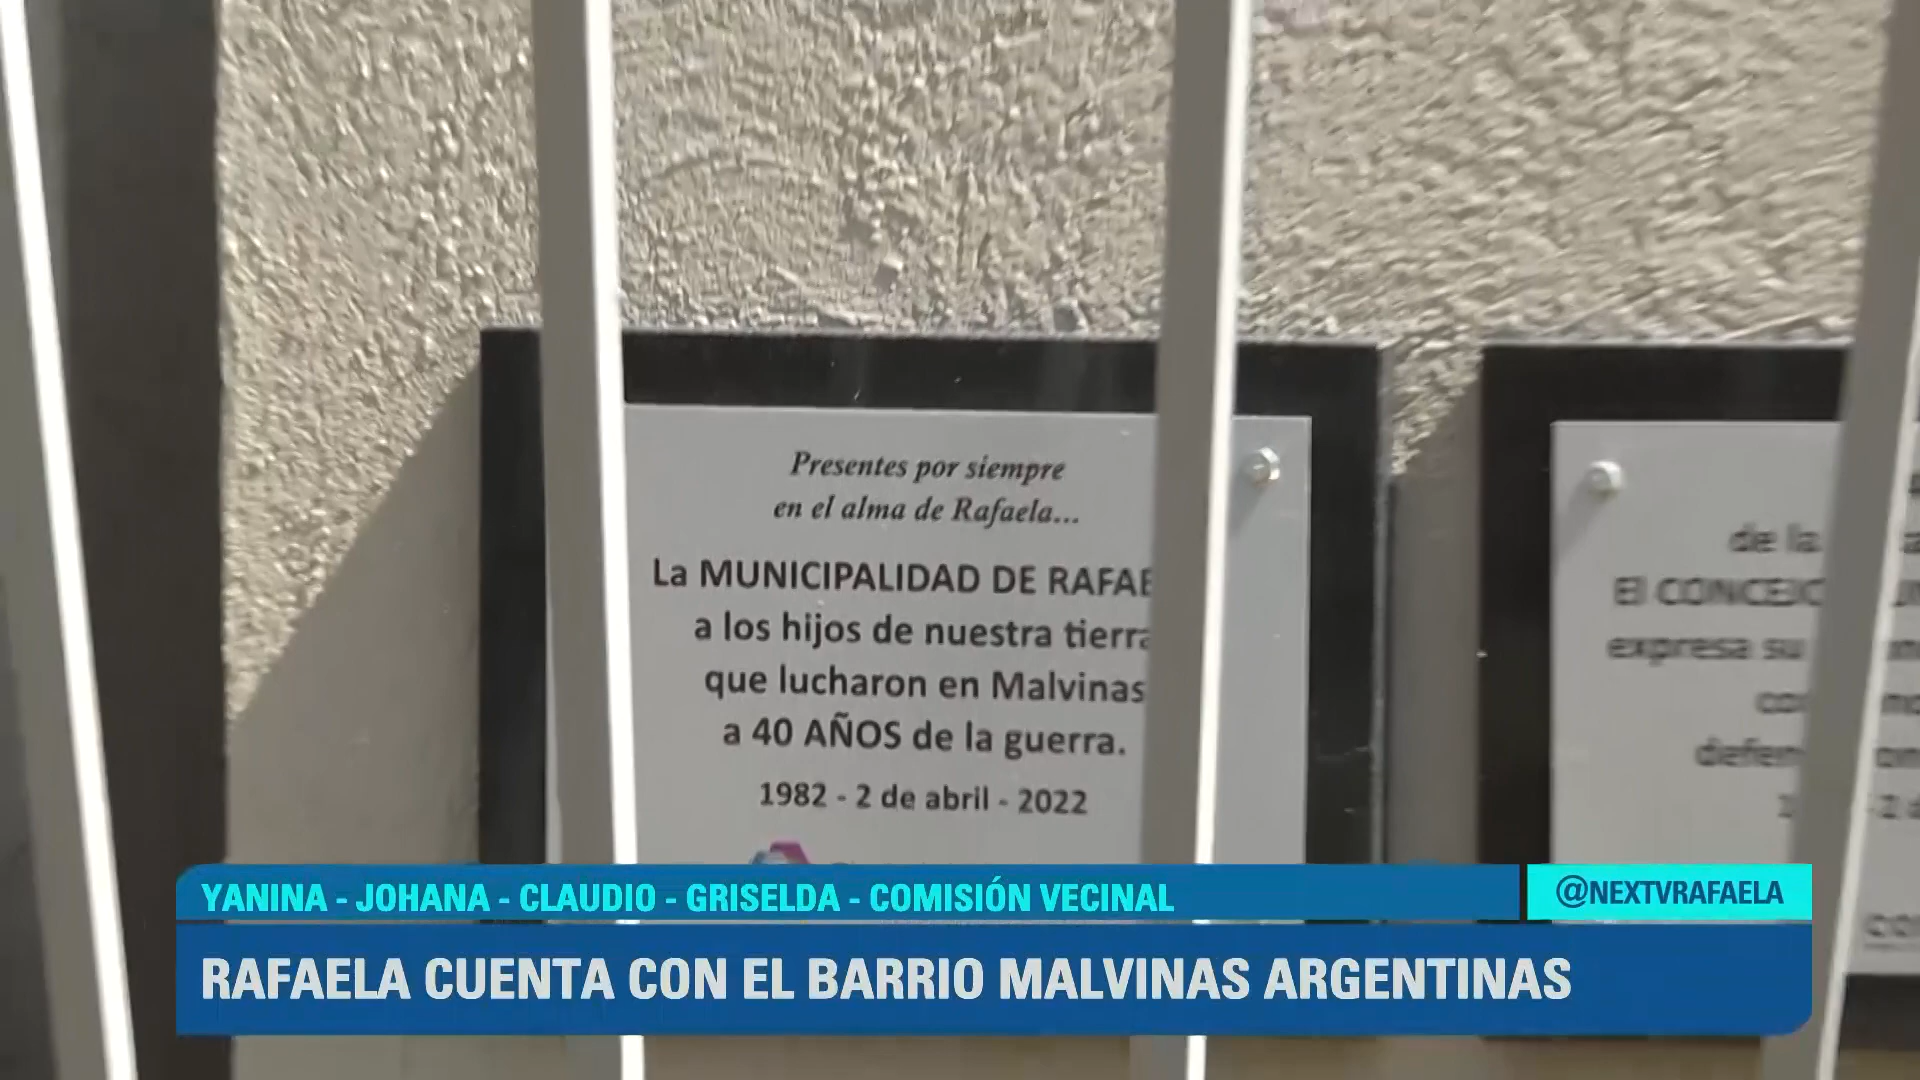 Presentes por siempre
en el alma de Rafaela...
La MUNICIPALIDAD DE RAFAE
a los hijos de nuestra tierra
que lucharon en Malvinas
a 40 AÑOS de la guerra.
1982 - 2 de abril - 2022
de la
El CONCEJO
expresa su
YANINA - JOHANA - CLAUDIO - GRISELDA - COMISIÓN VECINAL
@NEXTVRAFAELA
RAFAELA CUENTA CON EL BARRIO MALVINAS ARGENTINAS